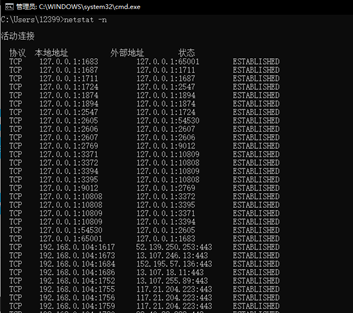 管理员: C:\WINDOWS\system32\cmd.exe
C:\Users\12399>netstat -n
活动连接
协议 本地地址 外部地址 状态
TCP 127.0.0.1:1683 127.0.0.1:65001 ESTABLISHED
TCP 127.0.0.1:1687 127.0.0.1:1711 ESTABLISHED
TCP 127.0.0.1:1711 127.0.0.1:1687 ESTABLISHED
TCP 127.0.0.1:1724 127.0.0.1:2547 ESTABLISHED
TCP 127.0.0.1:1874 127.0.0.1:1894 ESTABLISHED
TCP 127.0.0.1:1894 127.0.0.1:1874 ESTABLISHED
TCP 127.0.0.1:2547 127.0.0.1:1724 ESTABLISHED
TCP 127.0.0.1:2605 127.0.0.1:54530 ESTABLISHED
TCP 127.0.0.1:2606 127.0.0.1:2607 ESTABLISHED
TCP 127.0.0.1:2607 127.0.0.1:2606 ESTABLISHED
TCP 127.0.0.1:2769 127.0.0.1:9012 ESTABLISHED
TCP 127.0.0.1:3371 127.0.0.1:10809 ESTABLISHED
TCP 127.0.0.1:3372 127.0.0.1:10808 ESTABLISHED
TCP 127.0.0.1:3394 127.0.0.1:10809 ESTABLISHED
TCP 127.0.0.1:3395 127.0.0.1:10808 ESTABLISHED
TCP 127.0.0.1:9012 127.0.0.1:2769 ESTABLISHED
TCP 127.0.0.1:10808 127.0.0.1:3372 ESTABLISHED
TCP 127.0.0.1:10808 127.0.0.1:3395 ESTABLISHED
TCP 127.0.0.1:10809 127.0.0.1:3371 ESTABLISHED
TCP 127.0.0.1:10809 127.0.0.1:3394 ESTABLISHED
TCP 127.0.0.1:54530 127.0.0.1:2605 ESTABLISHED
TCP 127.0.0.1:65001 127.0.0.1:1683 ESTABLISHED
TCP 192.168.0.104:1617 52.139.250.253:443 ESTABLISHED
TCP 192.168.0.104:1673 13.107.246.13:443 ESTABLISHED
TCP 192.168.0.104:1684 152.195.57.136:443 ESTABLISHED
TCP 192.168.0.104:1686 13.107.18.11:443 ESTABLISHED
TCP 192.168.0.104:1752 13.107.255.89:443 ESTABLISHED
TCP 192.168.0.104:1755 117.21.204.223:443 ESTABLISHED
TCP 192.168.0.104:1756 117.21.204.223:443 ESTABLISHED
TCP 192.168.0.104:1759 117.21.204.223:443 ESTABLISHED